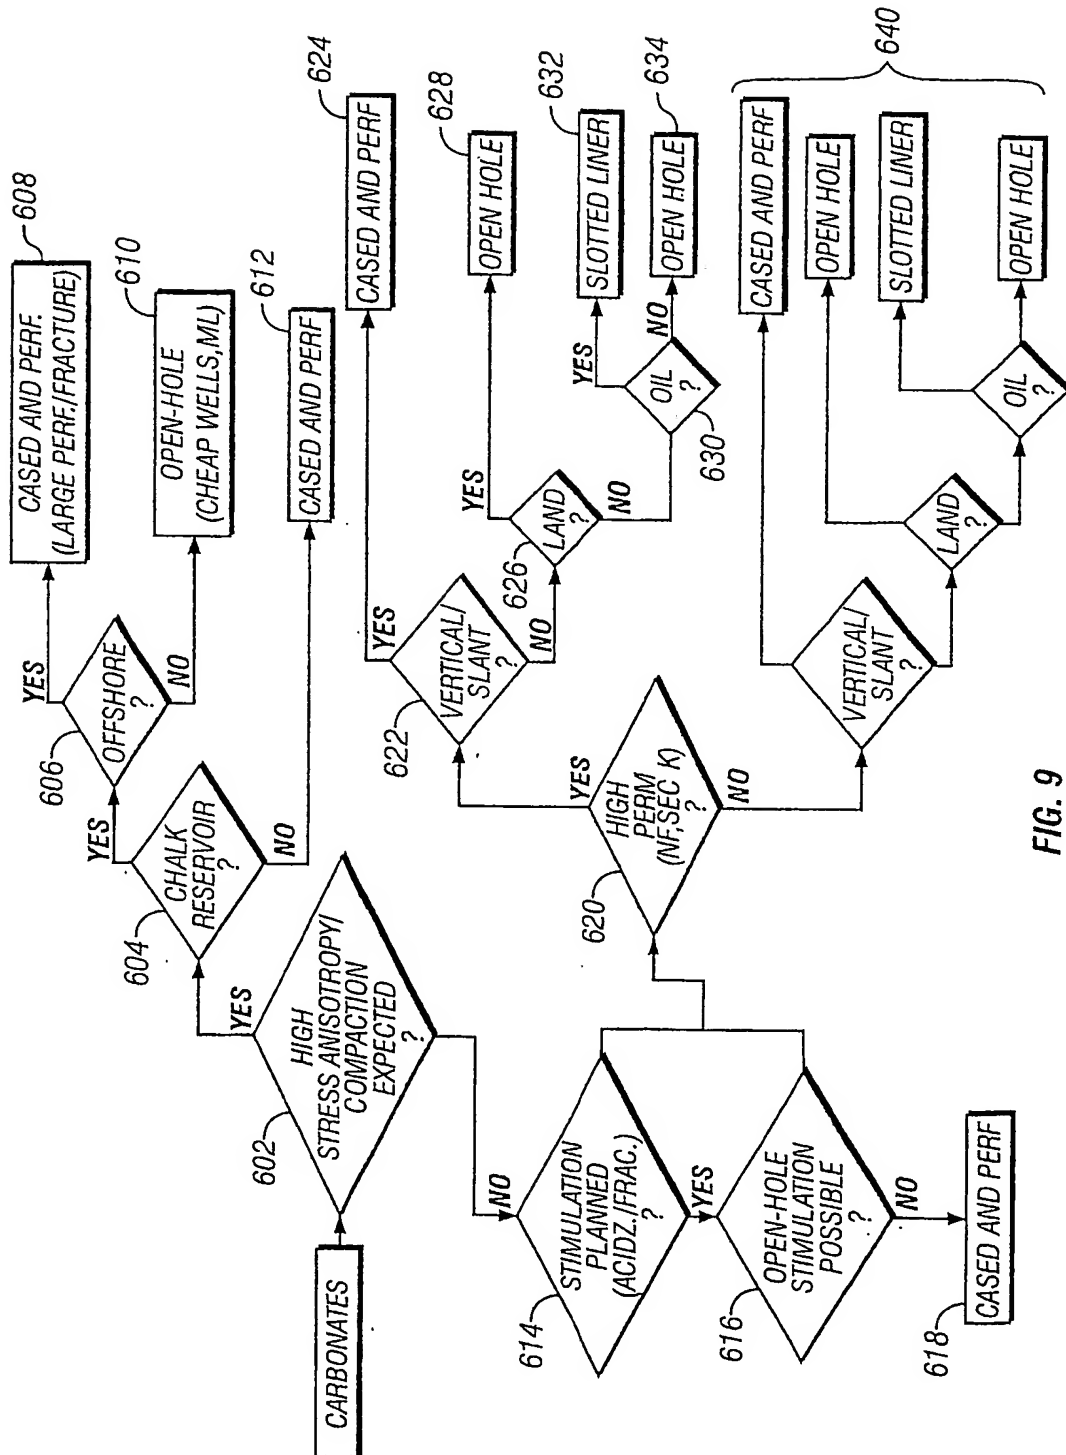 CARBONATES
602
HIGH
STRESS ANISOTROPY/
COMPACTION
EXPECTED
?
YES
NO
604
CHALK
RESERVOIR
?
YES
NO
606
OFFSHORE
?
YES
NO
CASED AND PERF.
(LARGE PERF./FRACTURE)
608
OPEN-HOLE
(CHEAP WELLS,ML)
610
CASED AND PERF
612
614
STIMULATION
PLANNED
(ACIDZ./FRAC.)
?
YES
616
OPEN-HOLE
STIMULATION
POSSIBLE
?
NO
618
CASED AND PERF
620
HIGH
PERM
(NF,SEC K)
?
YES
NO
622
VERTICAL/
SLANT
?
YES
NO
CASED AND PERF
624
626
LAND
?
YES
NO
OPEN HOLE
628
630
OIL
?
YES
NO
SLOTTED LINER
632
OPEN HOLE
634
VERTICAL/
SLANT
?
CASED AND PERF
LAND
?
OPEN HOLE
OIL
?
SLOTTED LINER
OPEN HOLE
640
FIG. 9